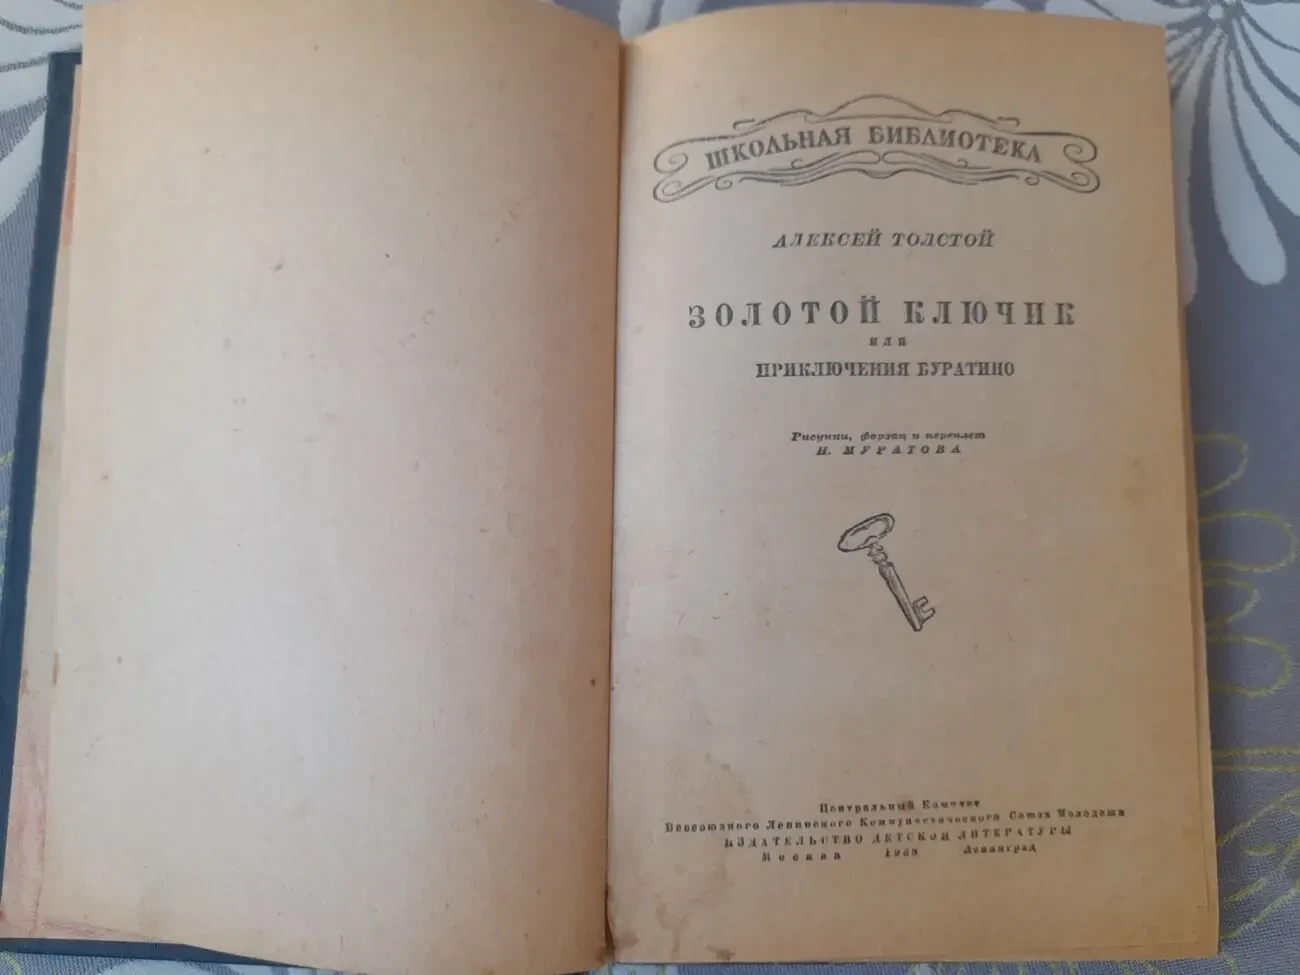 ШКОЛЬНАЯ БИБЛИОТЕКА
АЛЕКСЕЙ ТОЛСТОЙ
ЗОЛОТОЙ КЛЮЧИК
ИЛИ
ПРИКЛЮЧЕНИЯ БУРАТИНО
Рисунки, форзац и переплет
Н. МУРАТОВА
Центральный Комитет
Всесоюзного Ленинского Коммунистического Союза Молодежи
ИЗДАТЕЛЬСТВО ДЕТСКОЙ ЛИТЕРАТУРЫ
Москва Ленинград